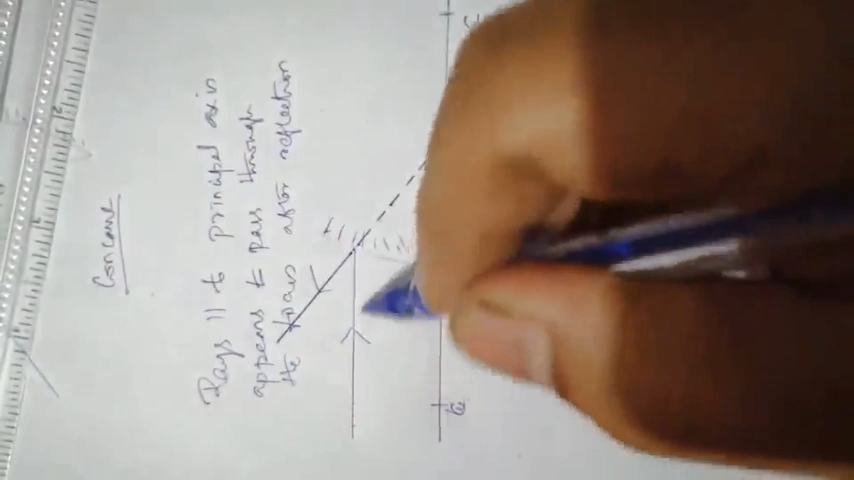 Concave
Rays || to principal axis
appears to pass through
the focus after reflection